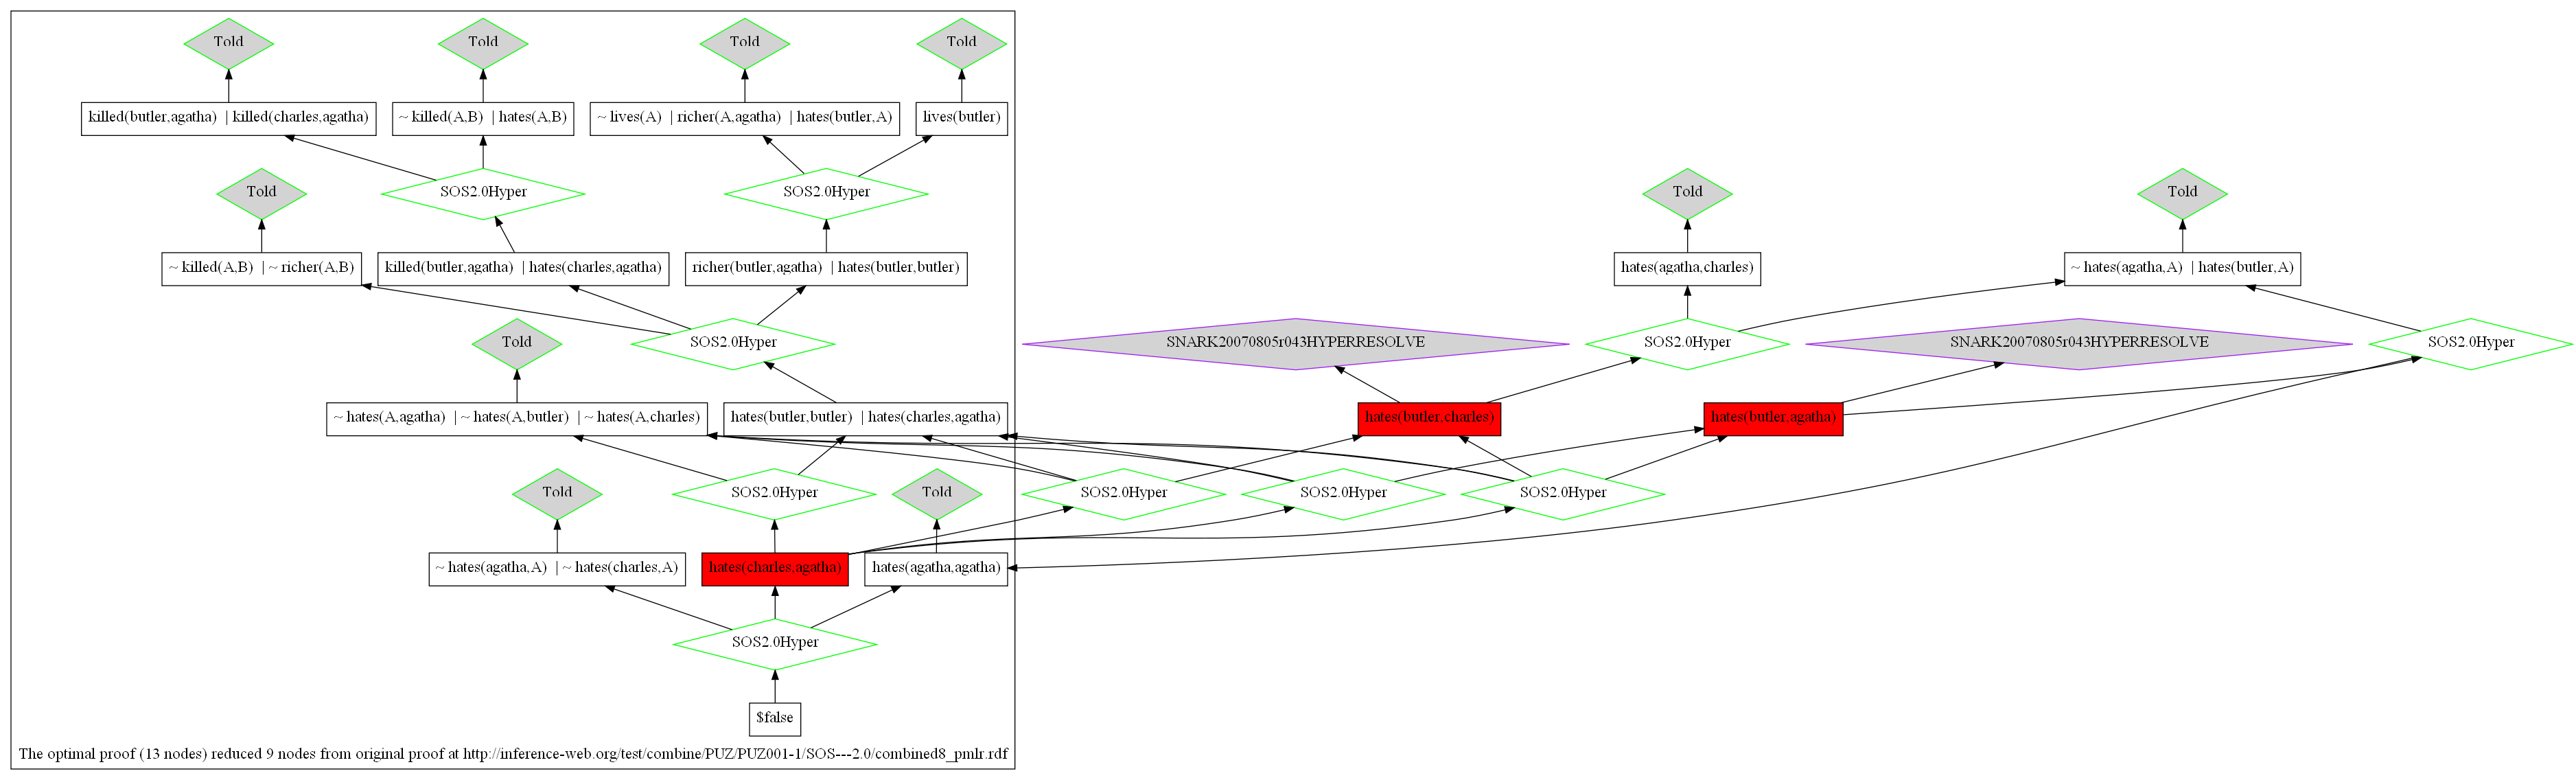 Told
Told
Told
Told
killed(butler,agatha) | killed(charles,agatha)
~ killed(A,B) | hates(A,B)
~ lives(A) | richer(A,agatha) | hates(butler,A)
lives(butler)
Told
SOS2.0Hyper
SOS2.0Hyper
Told
Told
~ killed(A,B) | ~ richer(A,B)
killed(butler,agatha) | hates(charles,agatha)
richer(butler,agatha) | hates(butler,butler)
hates(agatha,charles)
~ hates(agatha,A) | hates(butler,A)
Told
SOS2.0Hyper
SNARK20070805r043HYPERRESOLVE
SOS2.0Hyper
SNARK20070805r043HYPERRESOLVE
SOS2.0Hyper
~ hates(A,agatha) | ~ hates(A,butler) | ~ hates(A,charles)
hates(butler,butler) | hates(charles,agatha)
hates(butler,charles)
hates(butler,agatha)
Told
SOS2.0Hyper
Told
SOS2.0Hyper
SOS2.0Hyper
SOS2.0Hyper
~ hates(agatha,A) | ~ hates(charles,A)
hates(charles,agatha)
hates(agatha,agatha)
SOS2.0Hyper
$false
The optimal proof (13 nodes) reduced 9 nodes from original proof at http://inference-web.org/test/combine/PUZ/PUZ001-1/SOS---2.0/combined8_pmlr.rdf